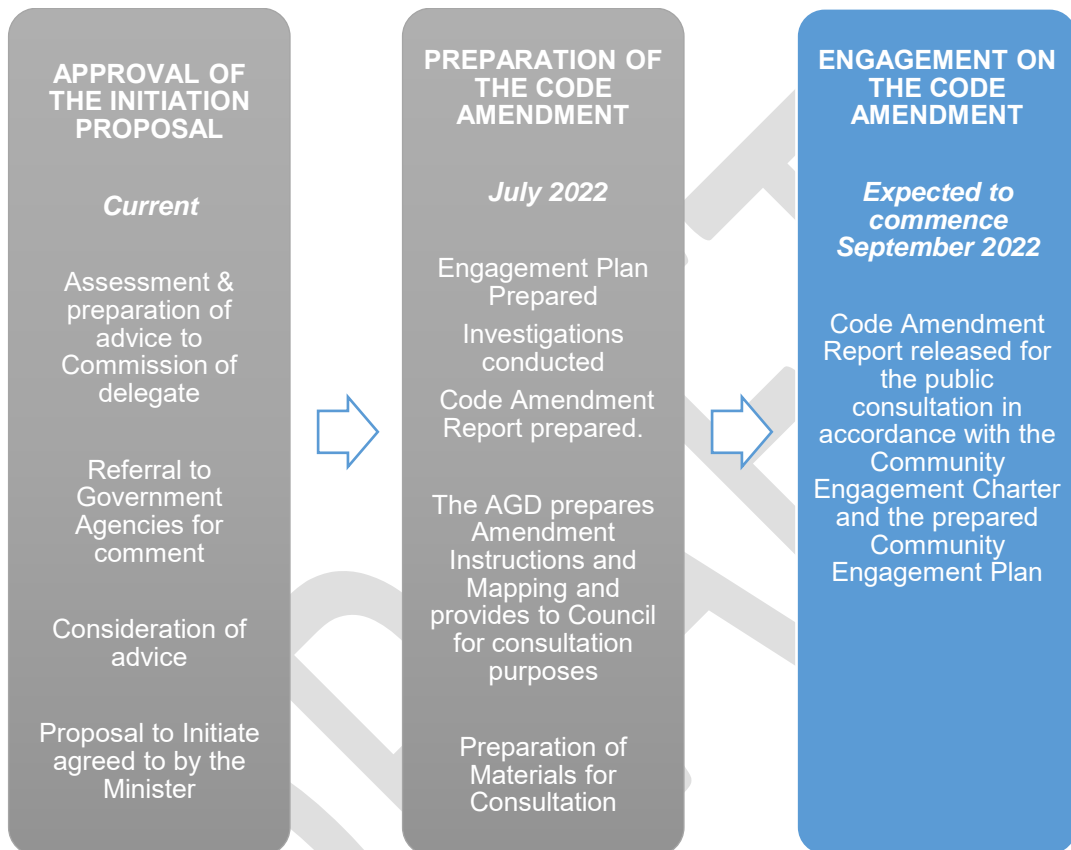 APPROVAL OF
THE INITIATION
PROPOSAL
Current
Assessment &
preparation of
advice to
Commission of
delegate
Referral to
Government
Agencies for
comment
Consideration of
advice
Proposal to Initiate
agreed to by the
Minister
PREPARATION OF
THE CODE
AMENDMENT
July 2022
Engagement Plan
Prepared
Investigations
conducted
Code Amendment
Report prepared.
The AGD prepares
Amendment
Instructions and
Mapping and
provides to Council
for consultation
purposes
Preparation of
Materials for
Consultation
ENGAGEMENT ON
THE CODE
AMENDMENT
Expected to
commence
September 2022
Code Amendment
Report released for
the public
consultation in
accordance with the
Community
Engagement Charter
and the prepared
Community
Engagement Plan